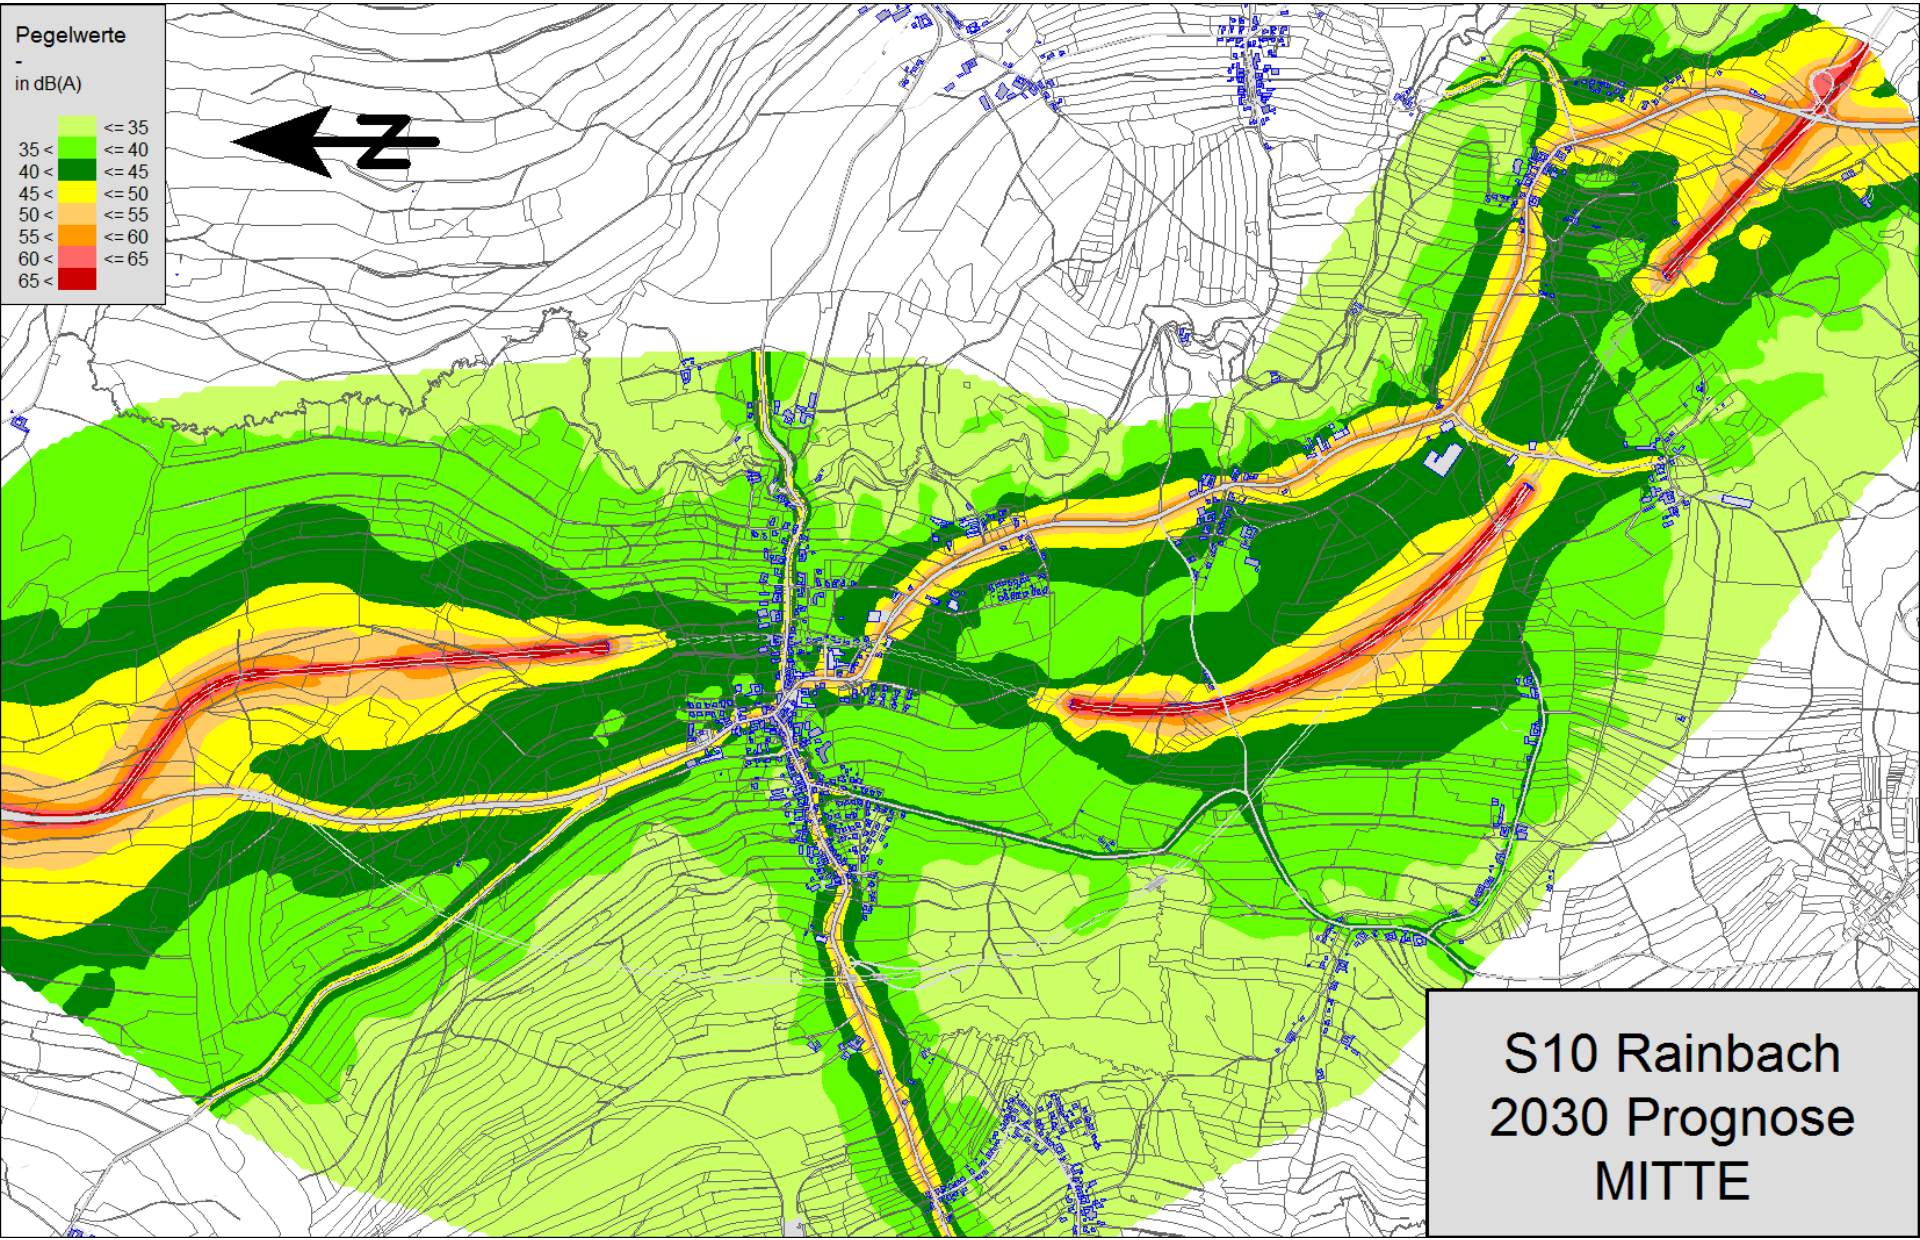 Pegelwerte
-
in dB(A)
<= 35
35 < <= 40
40 < <= 45
45 < <= 50
50 < <= 55
55 < <= 60
60 < <= 65
65 <
N
S10 Rainbach
2030 Prognose
MITTE